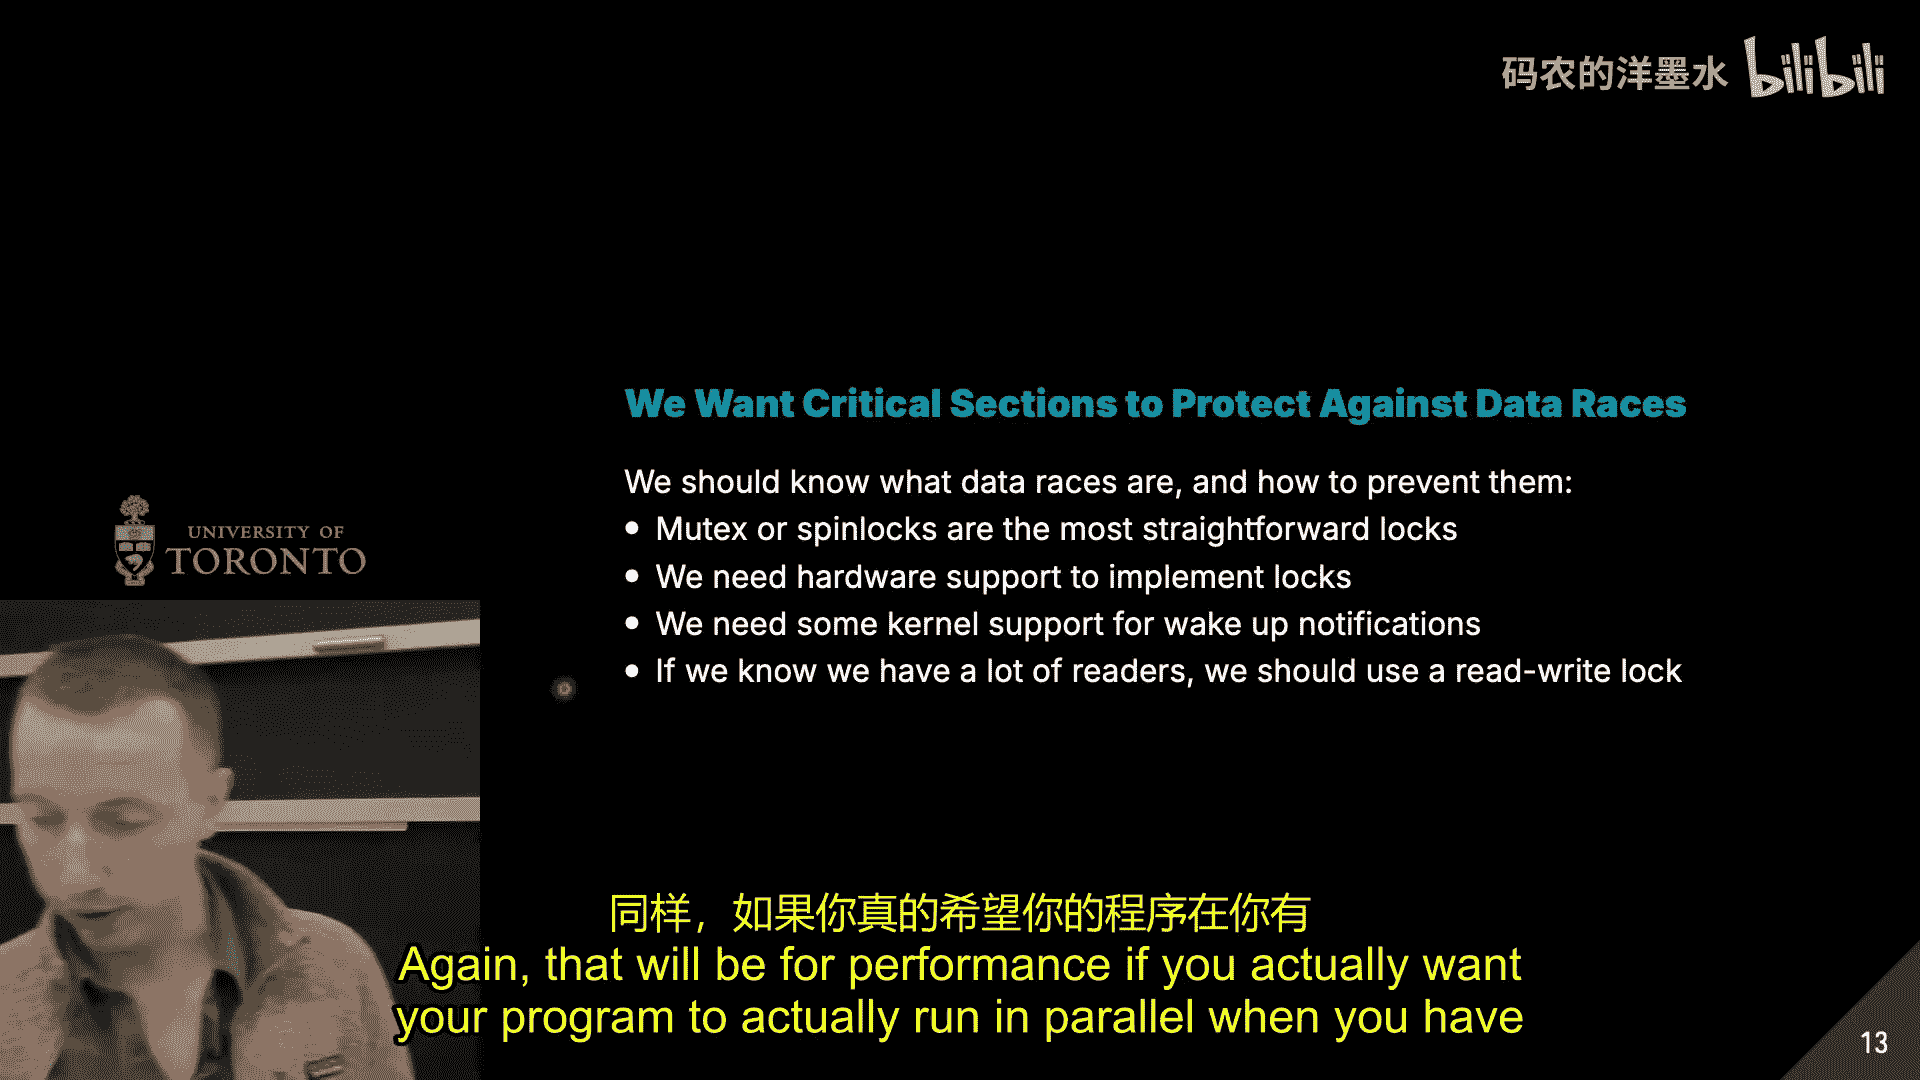 码农的洋墨水 bilibili
We Want Critical Sections to Protect Against Data Races
We should know what data races are, and how to prevent them:
• Mutex or spinlocks are the most straightforward locks
• We need hardware support to implement locks
• We need some kernel support for wake up notifications
• If we know we have a lot of readers, we should use a read-write lock
UNIVERSITY OF
TORONTO
同样，如果你真的希望你的程序在你有
Again, that will be for performance if you actually want
your program to actually run in parallel when you have
13